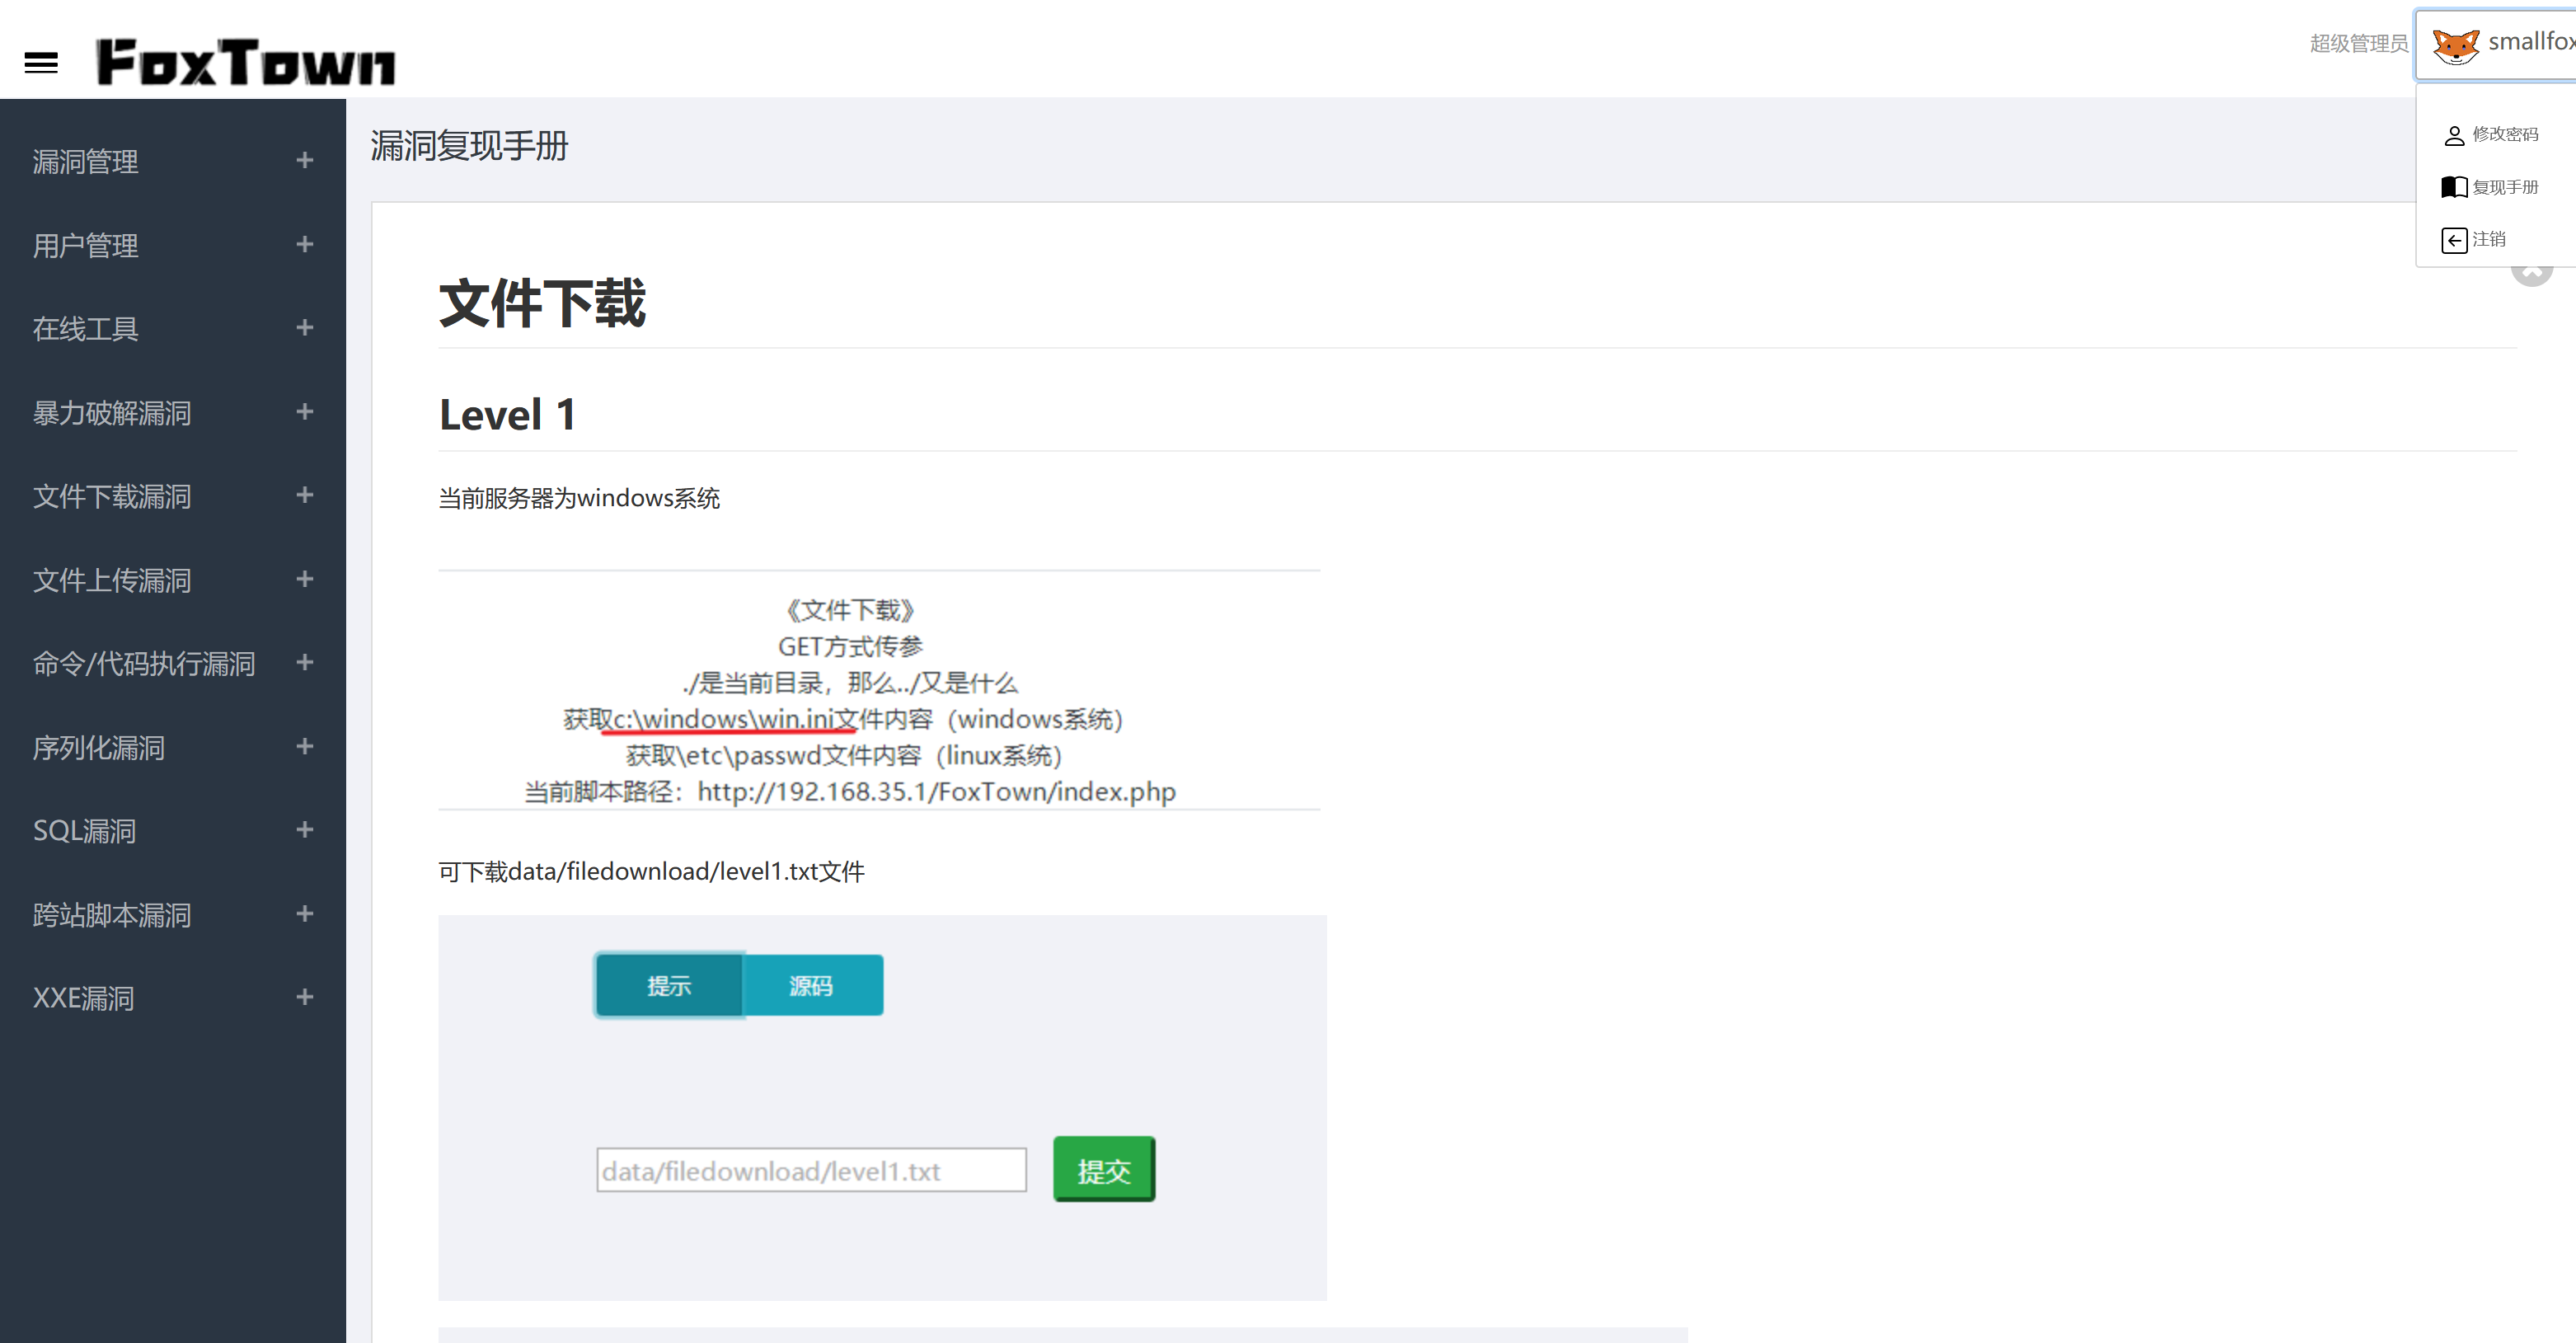 FoxTown
超级管理员
smallfox
修改密码
复现手册
注销
漏洞管理
用户管理
在线工具
暴力破解漏洞
文件下载漏洞
文件上传漏洞
命令/代码执行漏洞
序列化漏洞
SQL漏洞
跨站脚本漏洞
XXE漏洞
漏洞复现手册
文件下载
Level 1
当前服务器为windows系统
《文件下载》
GET方式传参
./是当前目录，那么../又是什么
获取c:\windows\win.ini文件内容（windows系统）
获取\etc\passwd文件内容（linux系统）
当前脚本路径：http://192.168.35.1/FoxTown/index.php
可下载data/filedownload/level1.txt文件
提示
源码
data/filedownload/level1.txt
提交